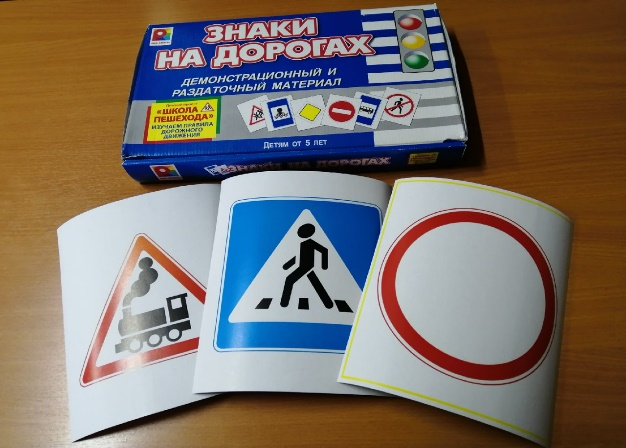 ЗНАКИ
НА ДОРОГАХ
ДЕМОНСТРАЦИОННЫЙ И
РАЗДАТОЧНЫЙ МАТЕРИАЛ
«ШКОЛА
ПЕШЕХОДА»
ИЗУЧАЕМ ПРАВИЛА
ДОРОЖНОГО
ДВИЖЕНИЯ
Детям от 5 лет
ЗНАКИ НА ДОРОГАХ